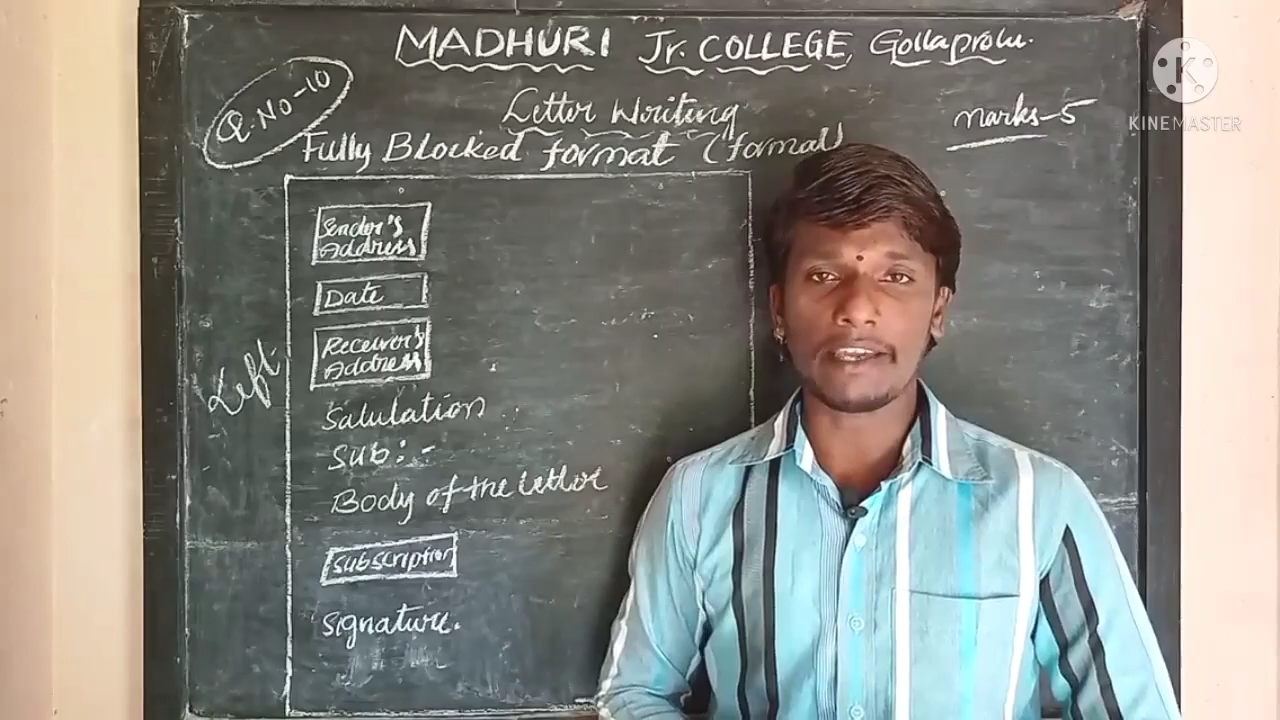 MADHURI Jr. COLLEGE, Gollaprolu.
Q.No-10
Letter Writing
Marks-5
Fully Blocked format (formal)
Sender's
Address
Date
Receiver's
Address
Left
Salutation
Sub:-
Body of the letter
Subscription
Signature.
K
KINEMASTER